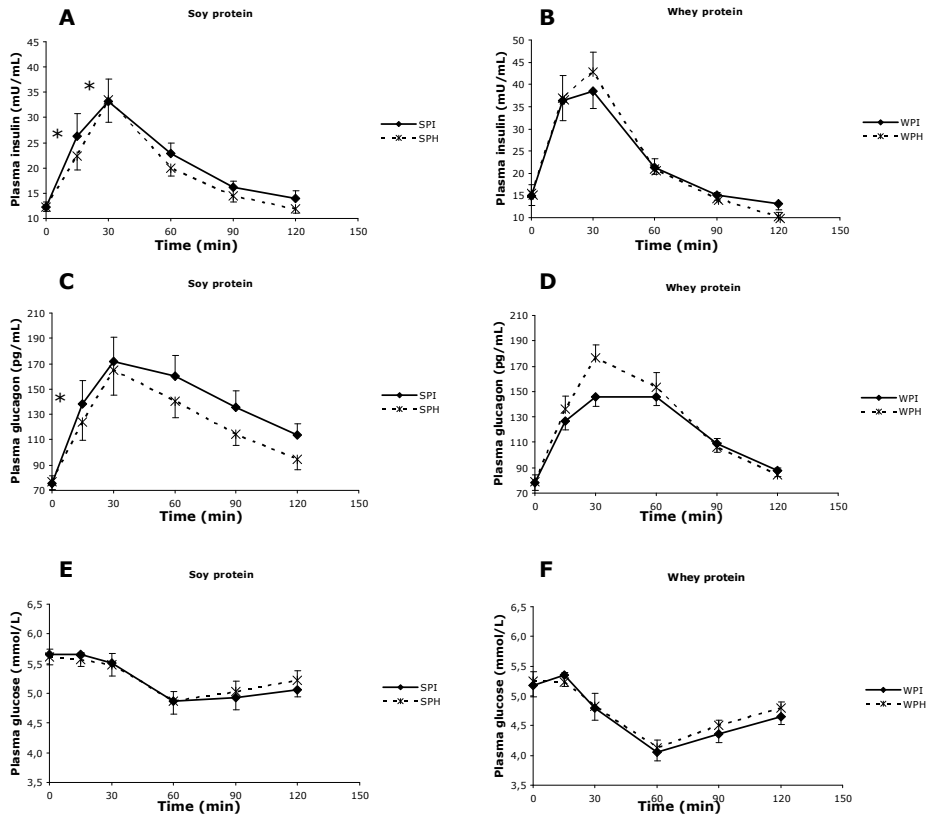 A
Soy protein
Plasma insulin (mU/mL)
45
40
35
30
25
20
15
10
0
30
60
90
120
150
Time (min)
*
*
SPI
SPH
B
Whey protein
Plasma insulin (mU/mL)
50
45
40
35
30
25
20
15
10
0
30
60
90
120
150
Time (min)
WPI
WPH
C
Soy protein
Plasma glucagon (pg/mL)
210
190
170
150
130
110
90
70
0
30
60
90
120
150
Time (min)
*
SPI
SPH
D
Whey protein
Plasma glucagon (pg/mL)
210
190
170
150
130
110
90
70
0
30
60
90
120
150
Time (min)
WPI
WPH
E
Soy protein
Plasma glucose (mmol/L)
6,5
6,0
5,5
5,0
4,5
4,0
3,5
0
30
60
90
120
150
Time (min)
SPI
SPH
F
Whey protein
Plasma glucose (mmol/L)
6,5
6,0
5,5
5,0
4,5
4,0
3,5
0
30
60
90
120
150
Time (min)
WPI
WPH